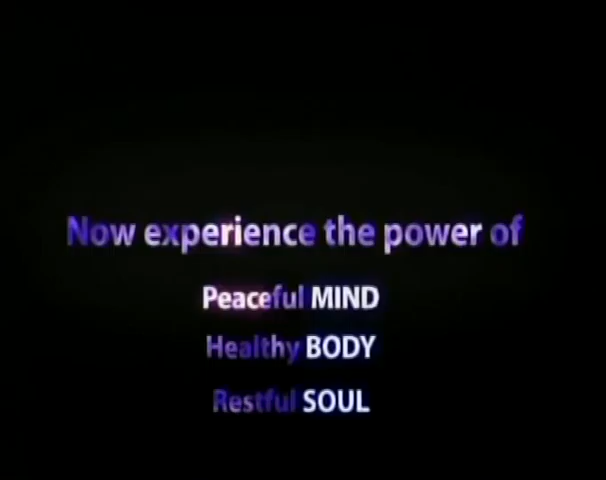 Now experience the power of
Peaceful MIND
Healthy BODY
Restful SOUL